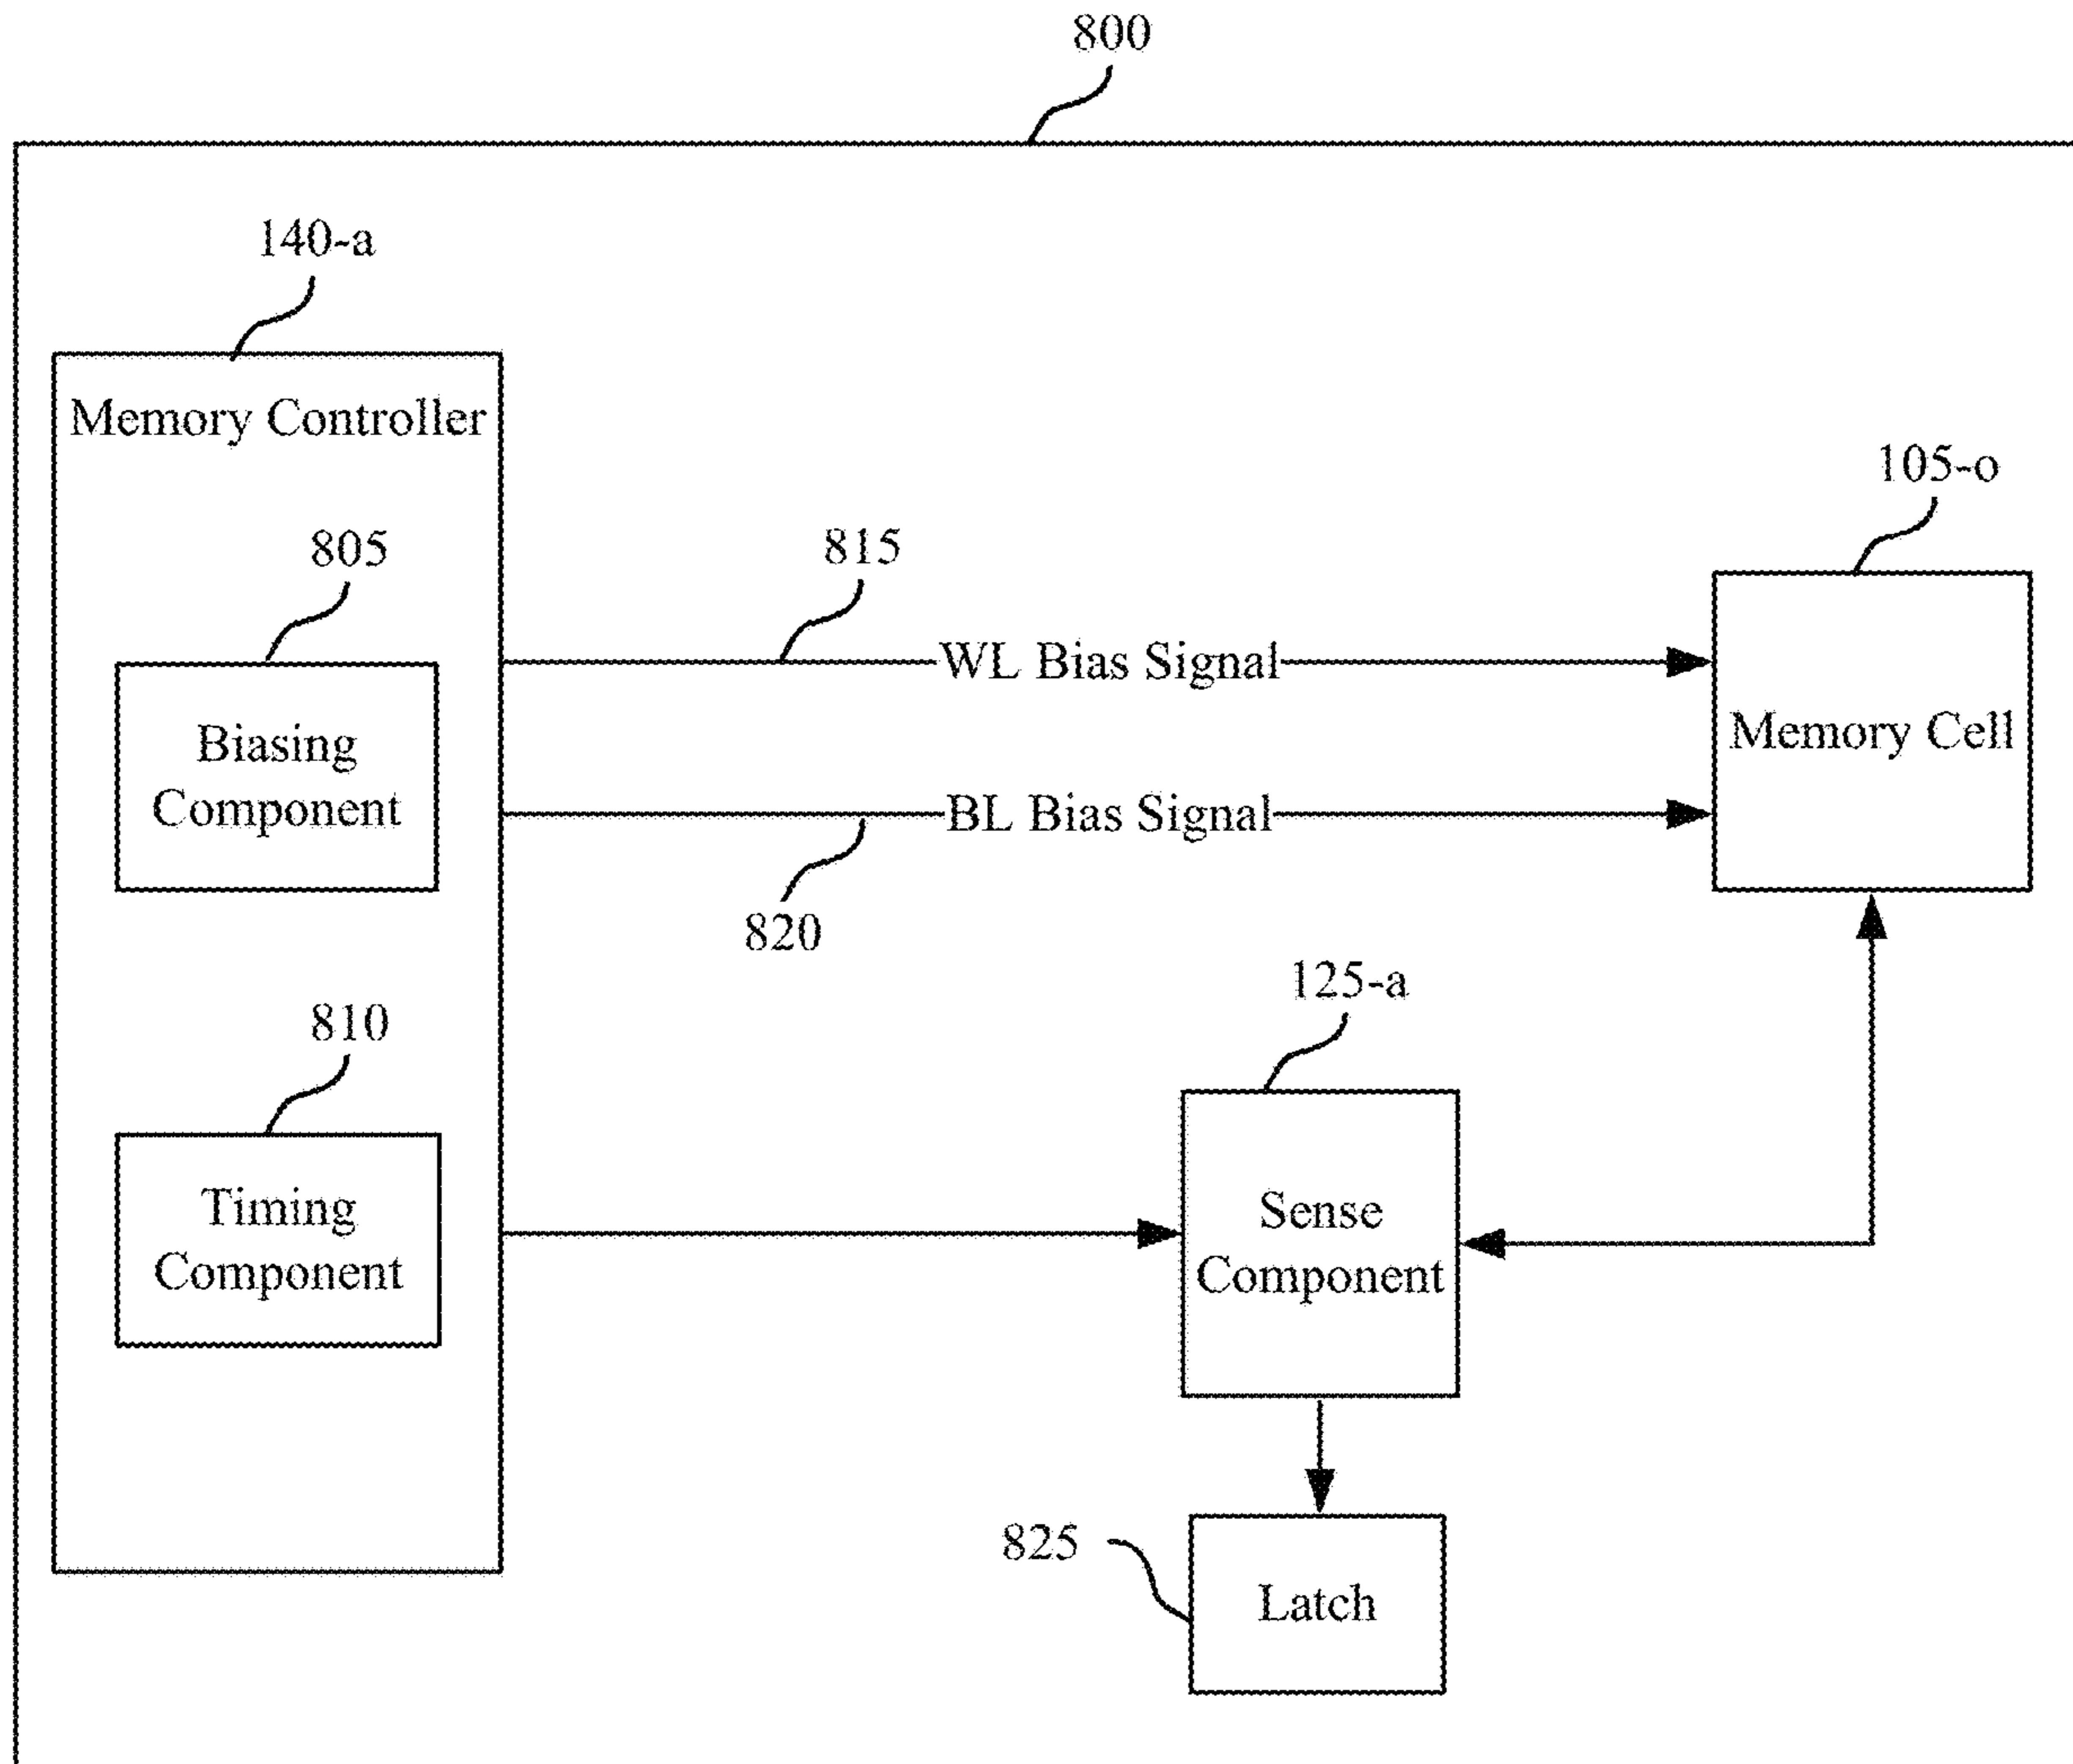 800
140-a
Memory Controller
105-o
805
815
WL Bias Signal
Biasing
Component
Memory Cell
BL Bias Signal
820
125-a
810
Timing
Component
Sense
Component
825
Latch